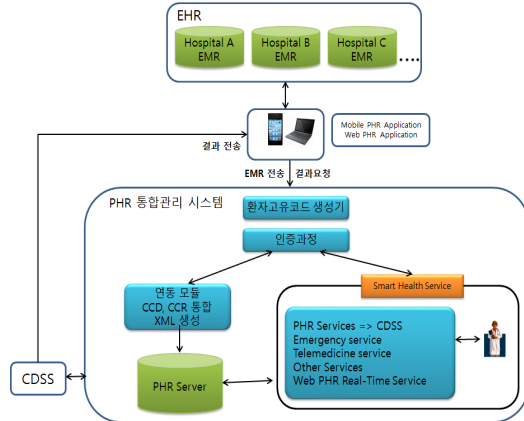 EHR
Hospital A
EMR
Hospital B
EMR
Hospital C
EMR
....
Mobile PHR Application
Web PHR Application
결과 전송
EMR 전송
결과요청
PHR 통합관리 시스템
환자고유코드 생성기
인증과정
Smart Health Service
연동 모듈
CCD, CCR 통합
XML 생성
PHR Services => CDSS
Emergency service
Telemedicine service
Other Services
Web PHR Real-Time Service
CDSS
PHR Server